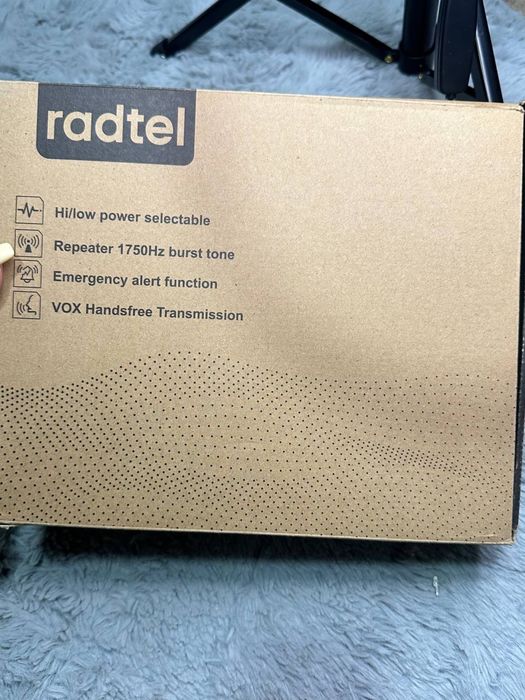 radtel
Hi/low power selectable
Repeater 1750Hz burst tone
Emergency alert function
VOX Handsfree Transmission